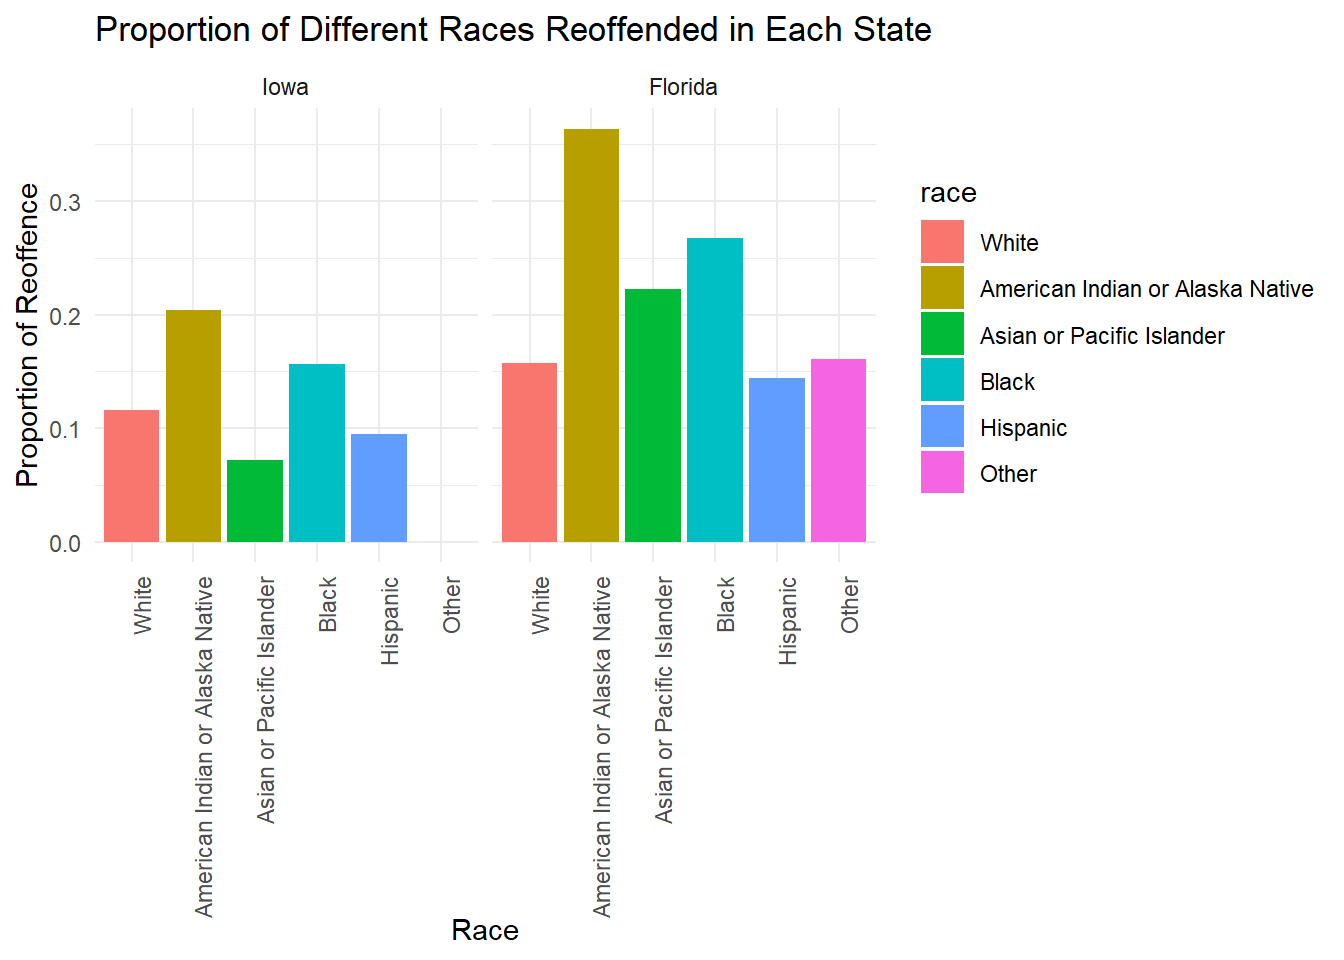 Proportion of Different Races Reoffended in Each State
Iowa
Florida
Proportion of Reoffence
0.3
0.2
0.1
0.0
White
American Indian or Alaska Native
Asian or Pacific Islander
Black
Hispanic
Other
White
American Indian or Alaska Native
Asian or Pacific Islander
Black
Hispanic
Other
Race
race
White
American Indian or Alaska Native
Asian or Pacific Islander
Black
Hispanic
Other